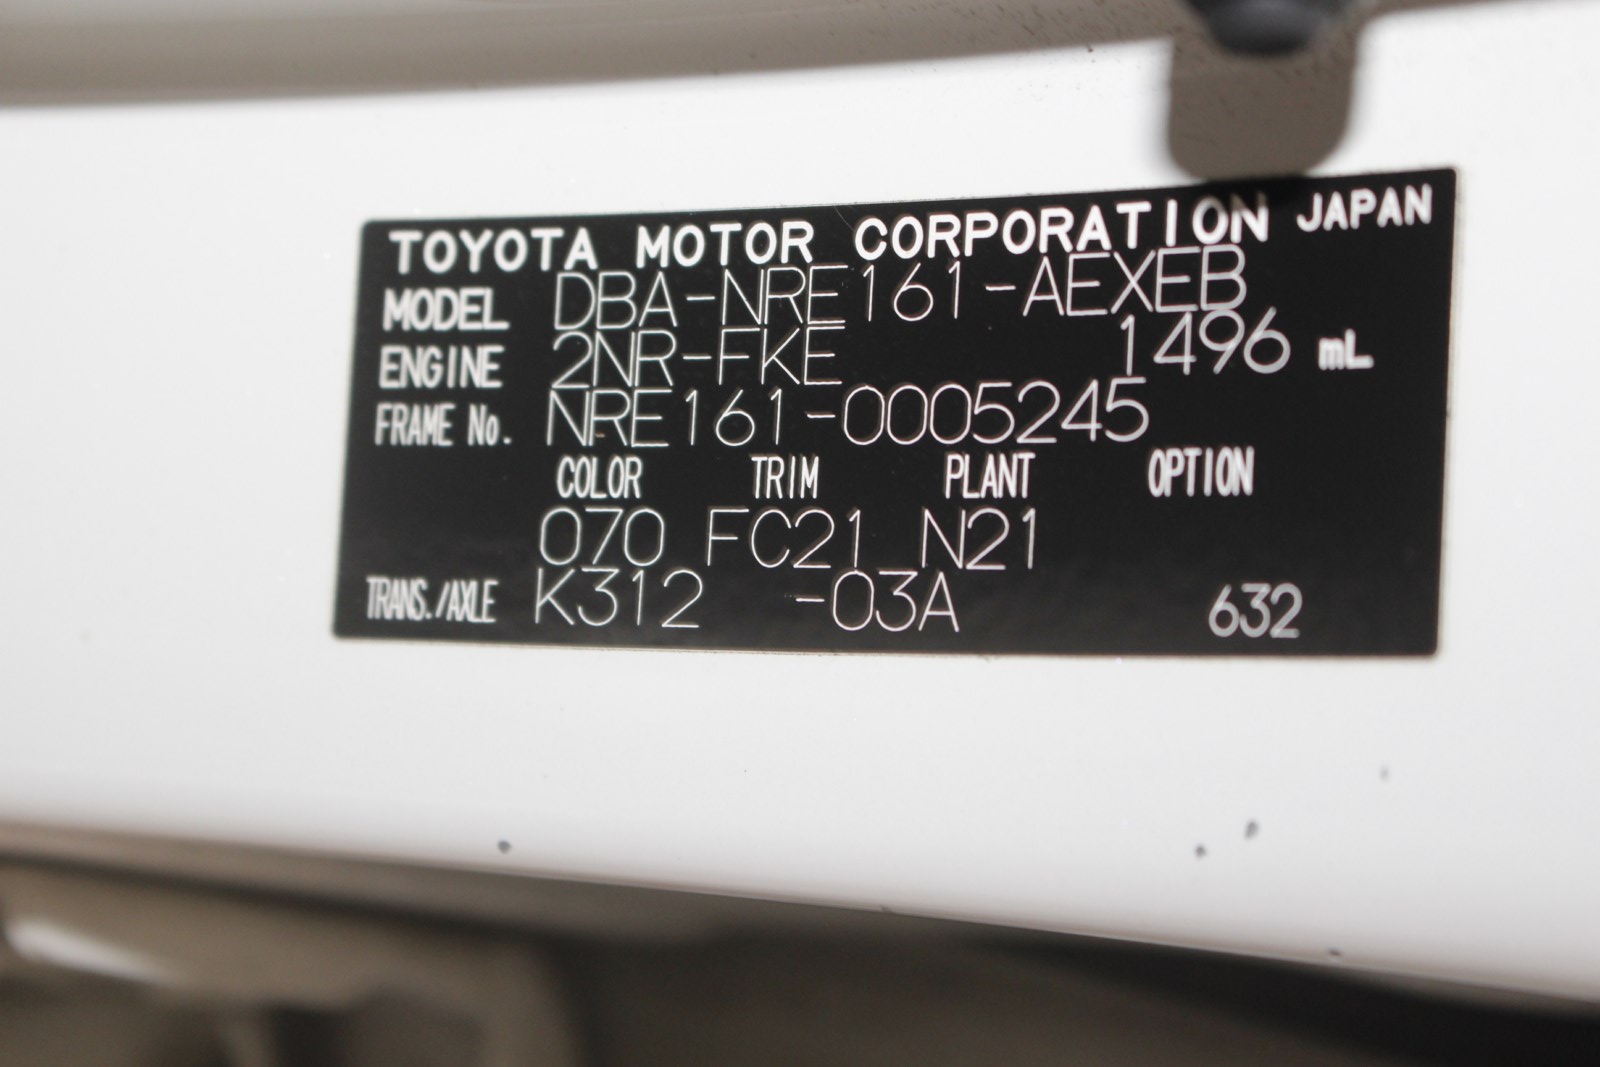 TOYOTA MOTOR CORPORATION JAPAN
MODEL DBA-NRE161-AEXEB
ENGINE 2NR-FKE 1496 mL
FRAME No. NRE161-0005245
COLOR TRIM PLANT OPTION
070 FC21 N21
TRANS./AXLE K312 -03A 632